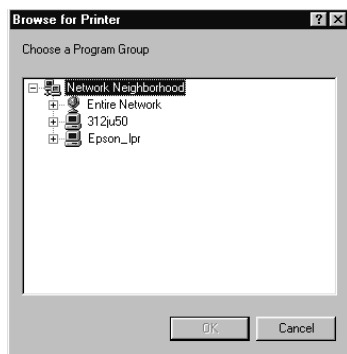 Browse for Printer
Choose a Program Group
Network Neighborhood
Entire Network
312ju50
Epson_lpr
OK
Cancel